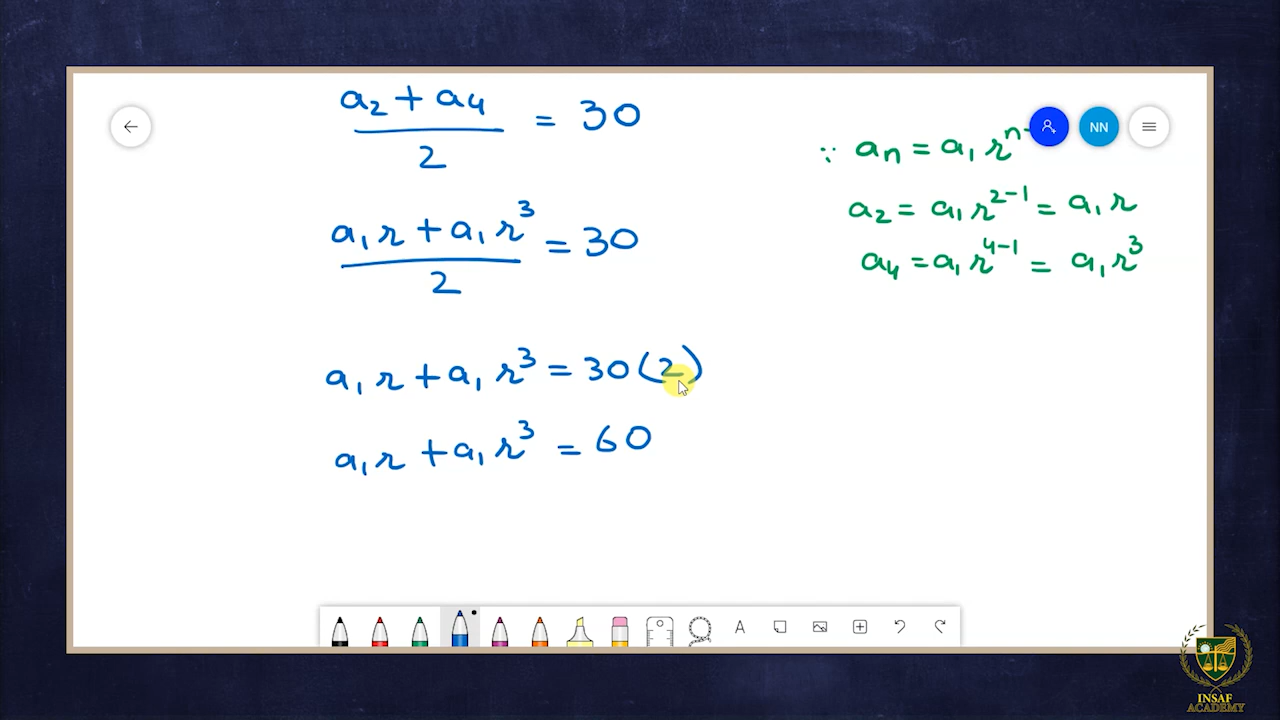 a₂ + a₄ / 2 = 30
a₁r + a₁r³ / 2 = 30
a₁r + a₁r³ = 30(2)
a₁r + a₁r³ = 60
∵ aₙ = a₁rⁿ⁻
a₂ = a₁r²⁻¹ = a₁r
a₄ = a₁r⁴⁻¹ = a₁r³
NN
A
INSAF
ACADEMY